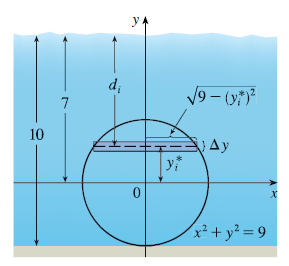 y
d_i
7
√9 − (y_i*)²
10
Δy
y_i*
0
x
x² + y² = 9